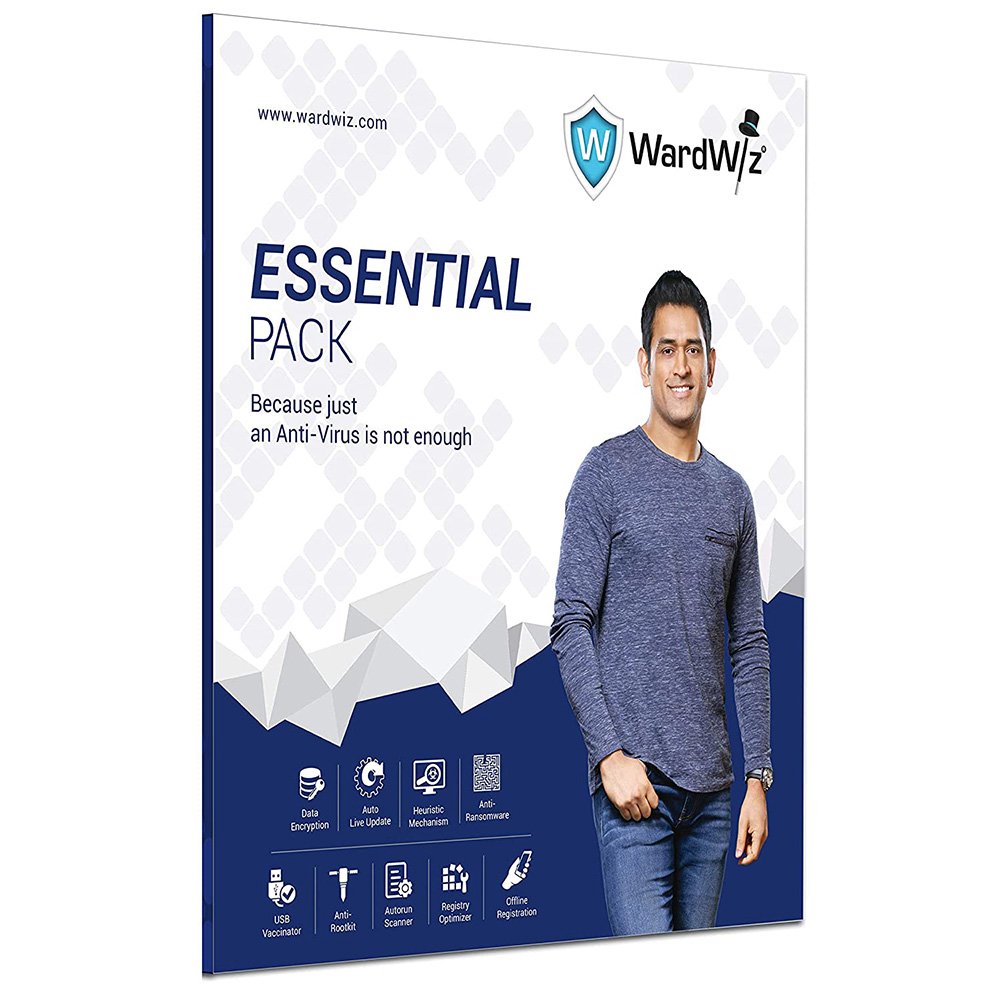 www.wardwiz.com
W
WardWiz
ESSENTIAL
PACK
Because just
an Anti-Virus is not enough
Data
Encryption
Auto
Live Update
Heuristic
Mechanism
Anti-
Ransomware
USB
Vaccinator
Anti-
Rootkit
Autorun
Scanner
Registry
Optimizer
Offline
Registration